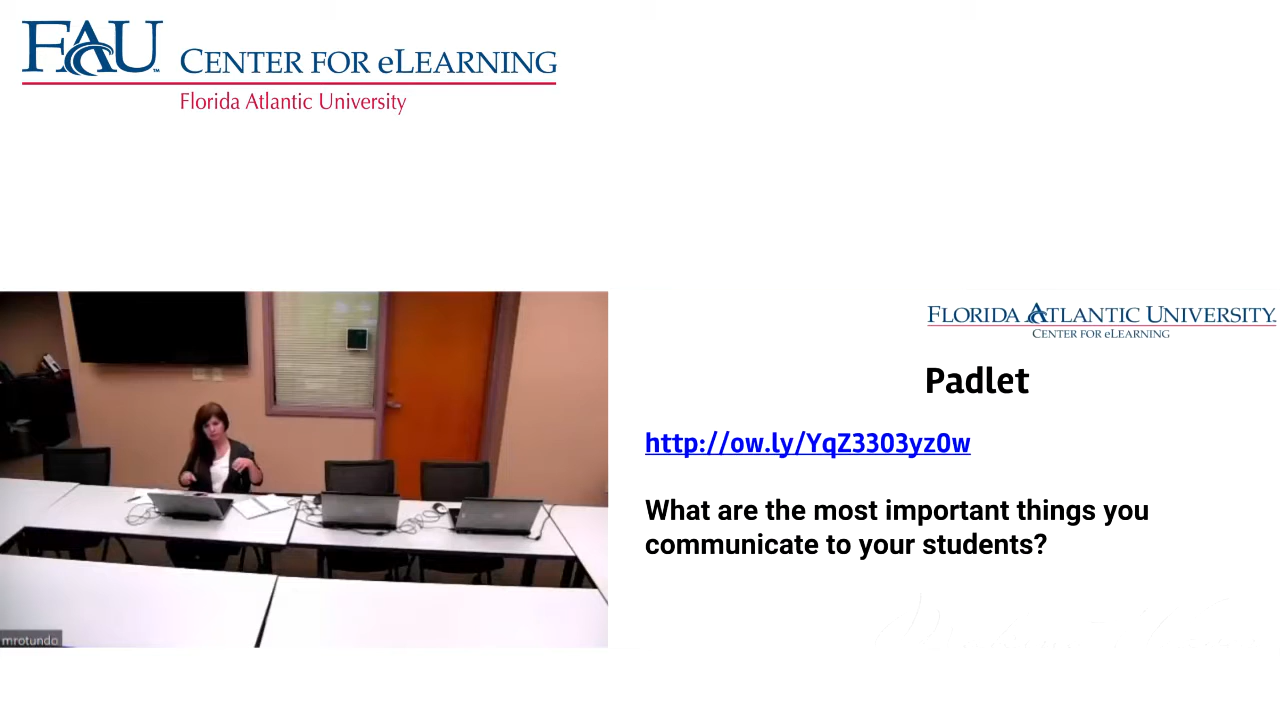 FAU CENTER FOR eLEARNING
Florida Atlantic University
FLORIDA ATLANTIC UNIVERSITY
CENTER FOR eLEARNING
Padlet
http://ow.ly/YqZ3303yz0w
What are the most important things you
communicate to your students?
mrotundo